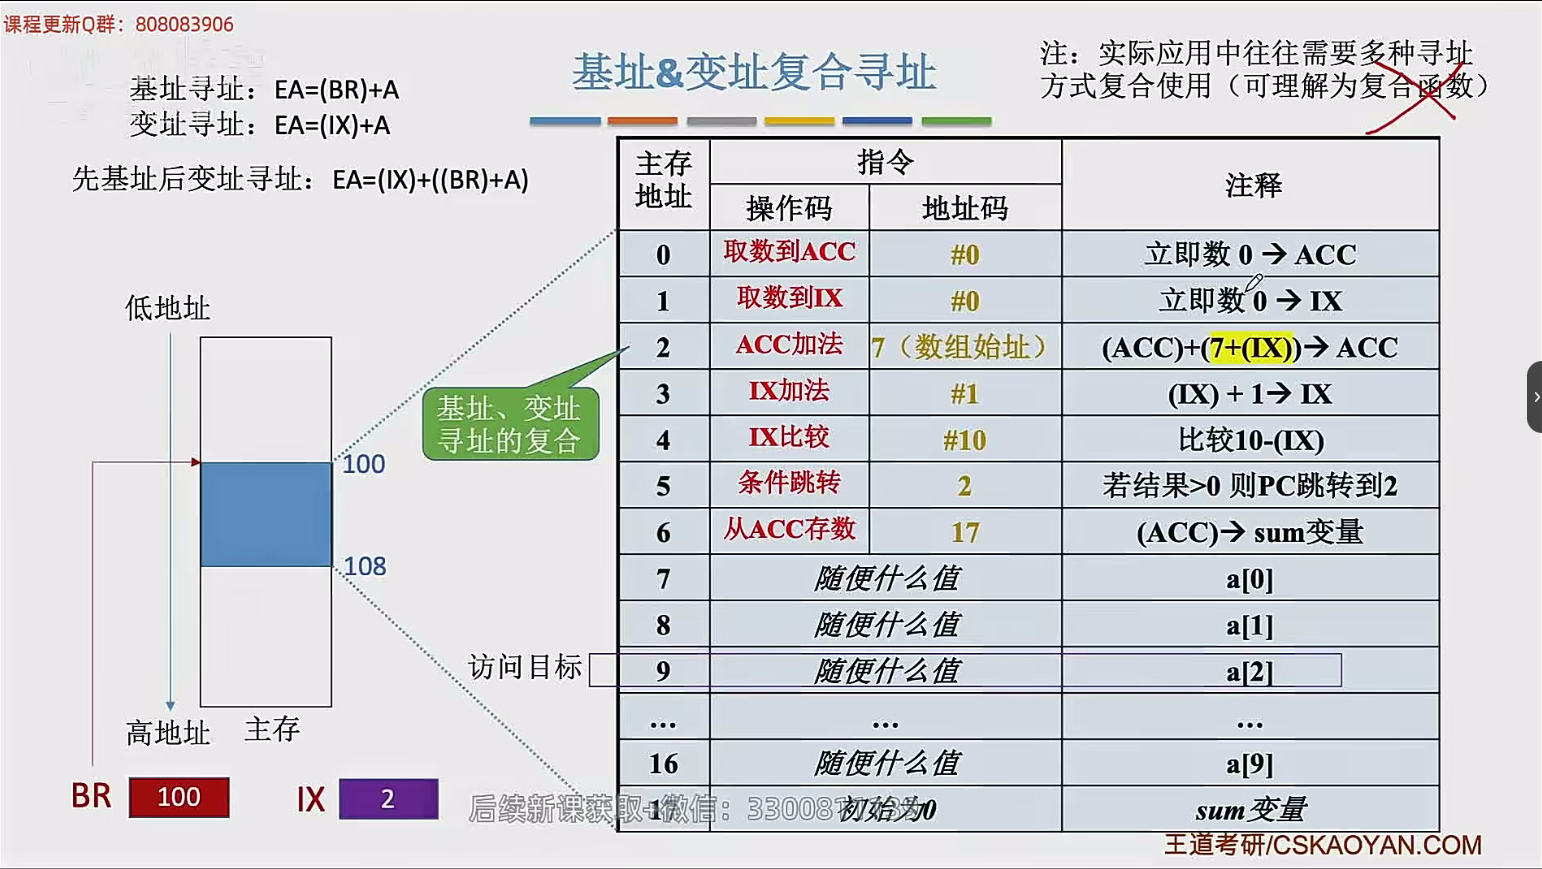 课程更新Q群：808083906
基址寻址：EA=(BR)+A
变址寻址：EA=(IX)+A
先基址后变址寻址：EA=(IX)+((BR)+A)
基址&变址复合寻址
注：实际应用中往往需要多种寻址
方式复合使用（可理解为复合函数）
主存地址 指令 注释
操作码 地址码
0 取数到ACC #0 立即数 0 → ACC
1 取数到IX #0 立即数 0 → IX
2 ACC加法 7（数组始址） (ACC)+(7+(IX))→ ACC
3 IX加法 #1 (IX) + 1→ IX
4 IX比较 #10 比较10-(IX)
5 条件跳转 2 若结果>0 则PC跳转到2
6 从ACC存数 17 (ACC)→ sum变量
7 随便什么值 a[0]
8 随便什么值 a[1]
9 随便什么值 a[2]
... ... ...
16 随便什么值 a[9]
17 初始为0 sum变量
基址、变址
寻址的复合
低地址
100
108
访问目标
高地址
主存
BR 100 IX 2
后续新课获取+微信：
王道考研/CSKAOYAN.COM